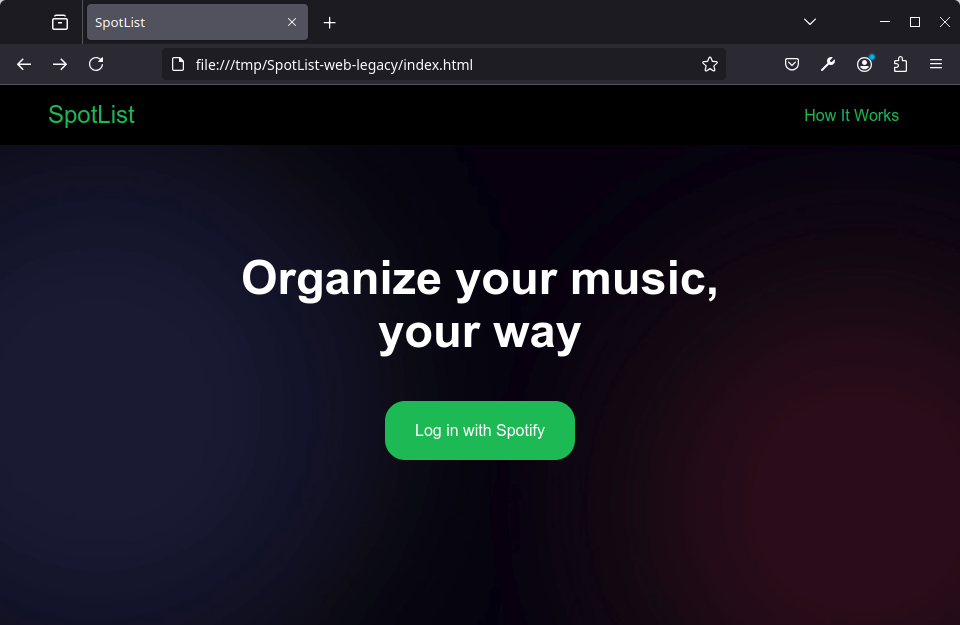 SpotList
file:///tmp/SpotList-web-legacy/index.html
SpotList
How It Works
Organize your music,
your way
Log in with Spotify